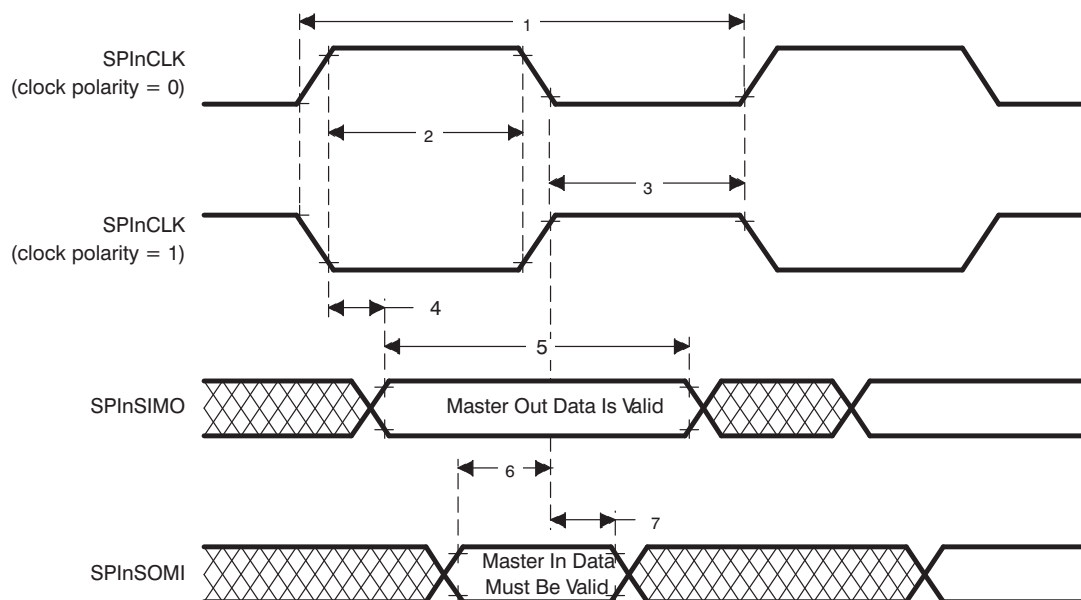 1
SPInCLK
(clock polarity = 0)
2
3
SPInCLK
(clock polarity = 1)
4
5
SPInSIMO
Master Out Data Is Valid
6
7
SPInSOMI
Master In Data
Must Be Valid